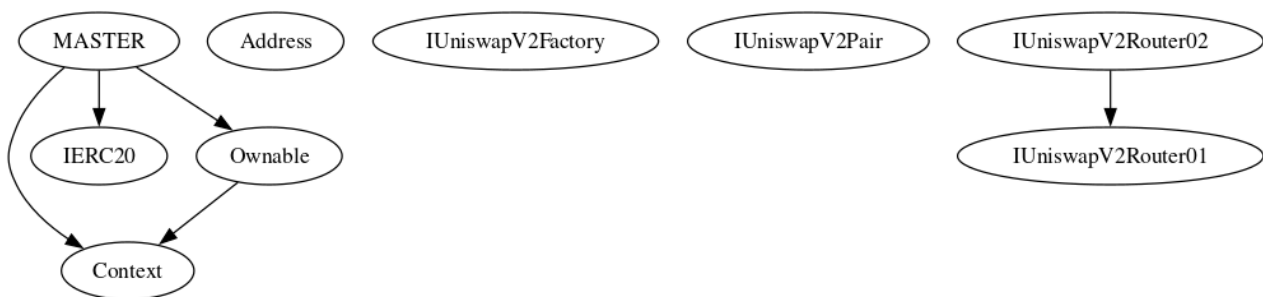 MASTER
Address
IUniswapV2Factory
IUniswapV2Pair
IUniswapV2Router02
IERC20
Ownable
IUniswapV2Router01
Context